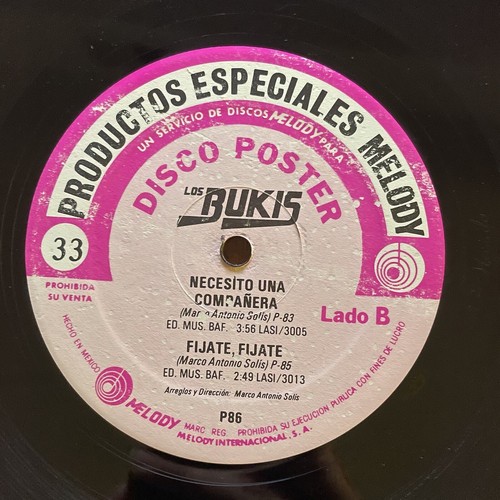 PRODUCTOS ESPECIALES MELODY
UN SERVICIO DE DISCOS MELODY PARA
DISCO POSTER
LOS BUKIS
33
PROHIBIDA
SU VENTA
NECESÍTO UNA
COMPAÑERA
(Marco Antonio Solís) P-83
ED. MUS. BAF. 3:56 LASI/3005
Lado B
FIJATE, FIJATE
(Marco Antonio Solís) P-85
ED. MUS. BAF. 2:49 LASI/3013
Arreglos y Dirección: Marco Antonio Solís
P86
HECHO EN MEXICO
MELODY MARC REG. PROHIBIDA SU EJECUCION PUBLICA CON FINES DE LUCRO
MELODY INTERNACIONAL, S.A.